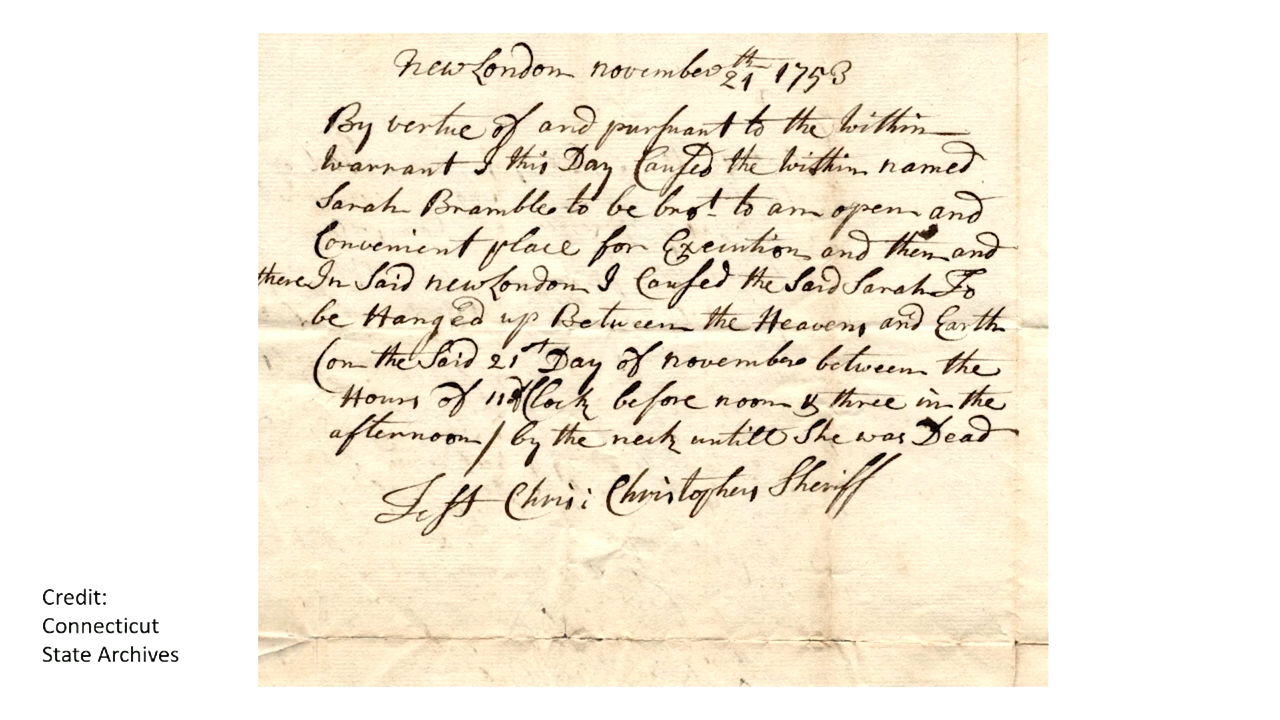 New London november 21th 1753
By vertue of and pursuant to the Within
Warrant I this Day Caused the Within named
Sarah Bramble to be brot to an open and
Convenient place for Execution and then and
there In Said new London I Caused the Said Sarah To
be Hanged up Between the Heavens and Earth
(on the Said 21st Day of november between the
Hours of 11 oClock before noon & three in the
afternoon / by the neck untill She was Dead
Test Chris: Christophers Sheriff
Credit:
Connecticut
State Archives